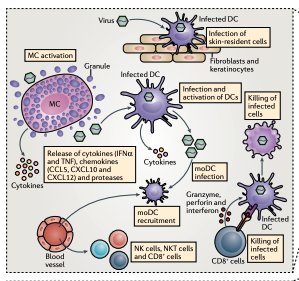 Virus
Infected DC
Infection of
skin-resident cells
MC activation
Granule
Fibroblasts and
keratinocytes
Infected DC
MC
Infection and
activation of DCs
Killing of
infected
cells
Cytokines
Release of cytokines (IFNα
and TNF), chemokines
(CCL5, CXCL10 and
CXCL12) and proteases
Cytokines
moDC
infection
Granzyme,
perforin and
interferon
moDC
recruitment
Infected
DC
Blood
vessel
NK cells, NKT cells
and CD8⁺ cells
CD8⁺ cells
Killing of
infected
cells